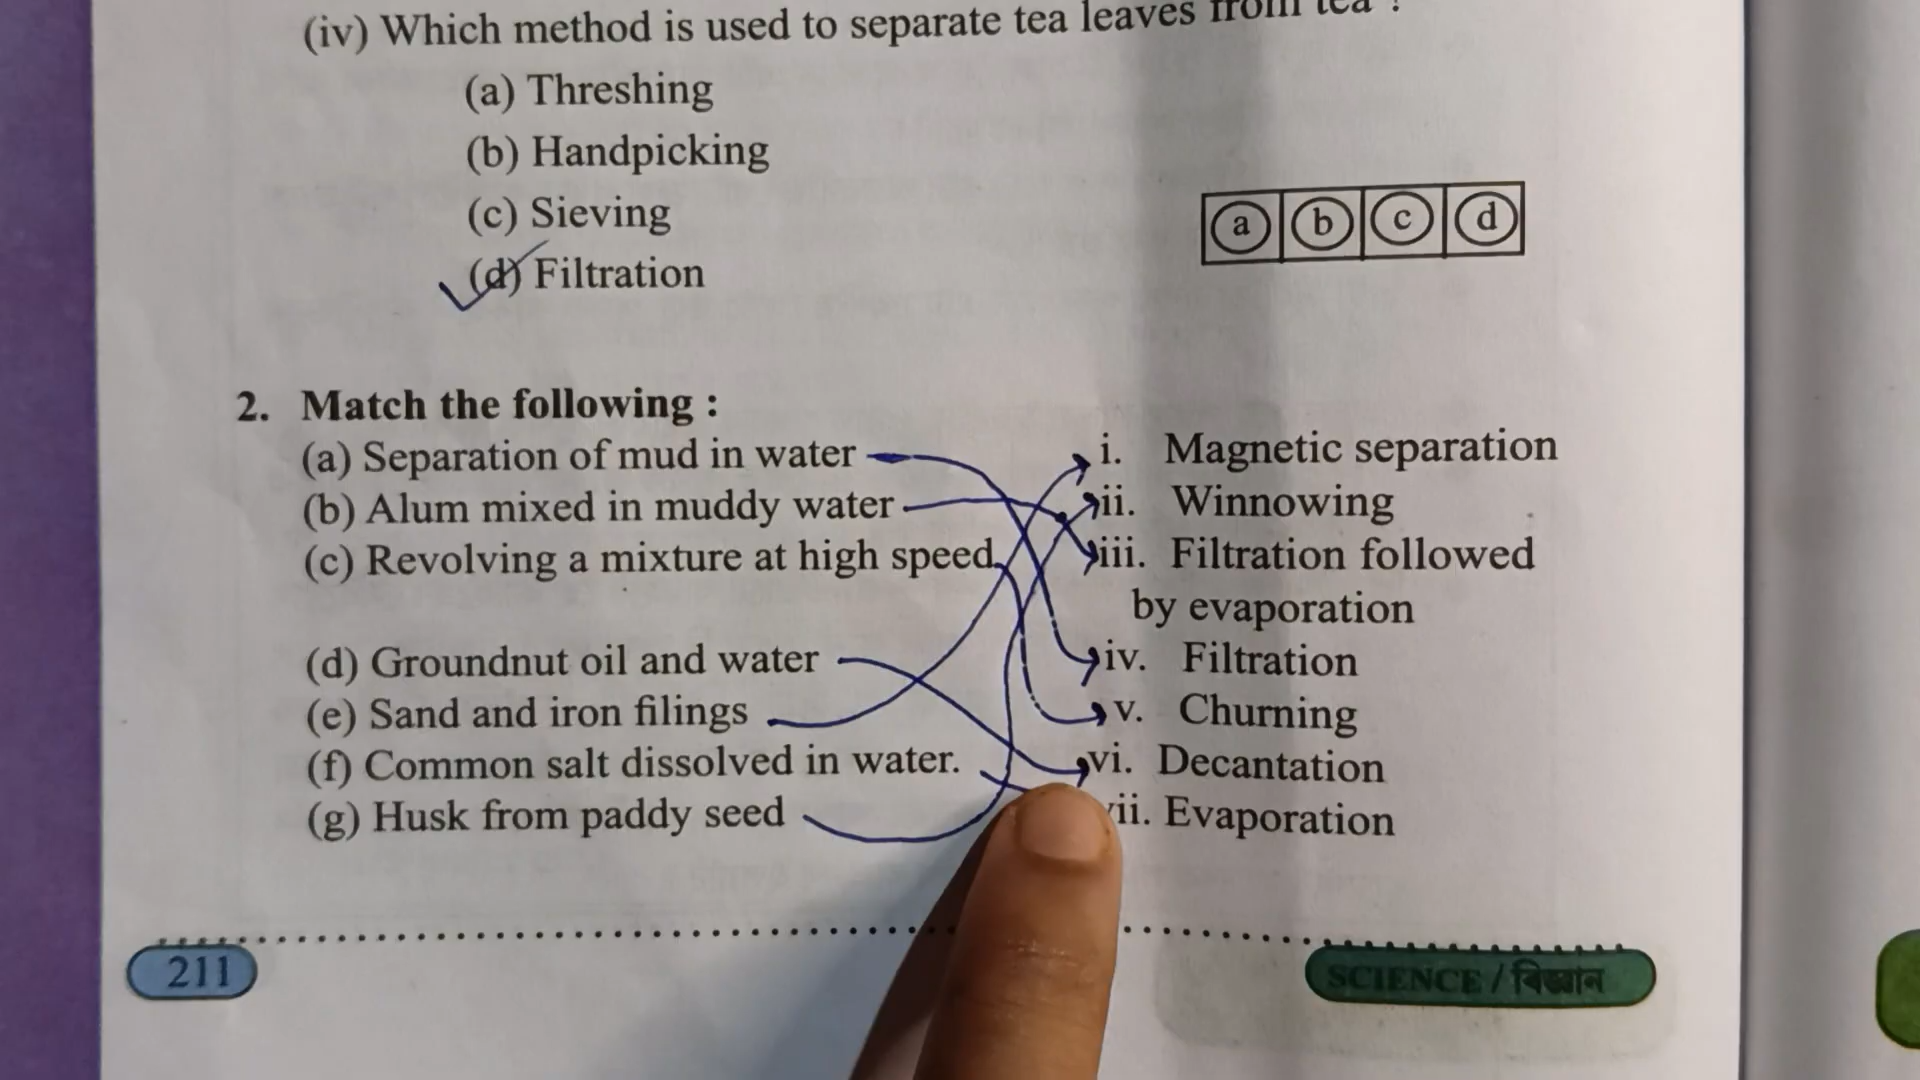 (iv) Which method is used to separate tea leaves from tea ?
(a) Threshing
(b) Handpicking
(c) Sieving
(d) Filtration
a b c d
2. Match the following :
(a) Separation of mud in water i. Magnetic separation
(b) Alum mixed in muddy water ii. Winnowing
(c) Revolving a mixture at high speed iii. Filtration followed
by evaporation
(d) Groundnut oil and water iv. Filtration
(e) Sand and iron filings v. Churning
(f) Common salt dissolved in water. vi. Decantation
(g) Husk from paddy seed vii. Evaporation
211 SCIENCE / বিজ্ঞান